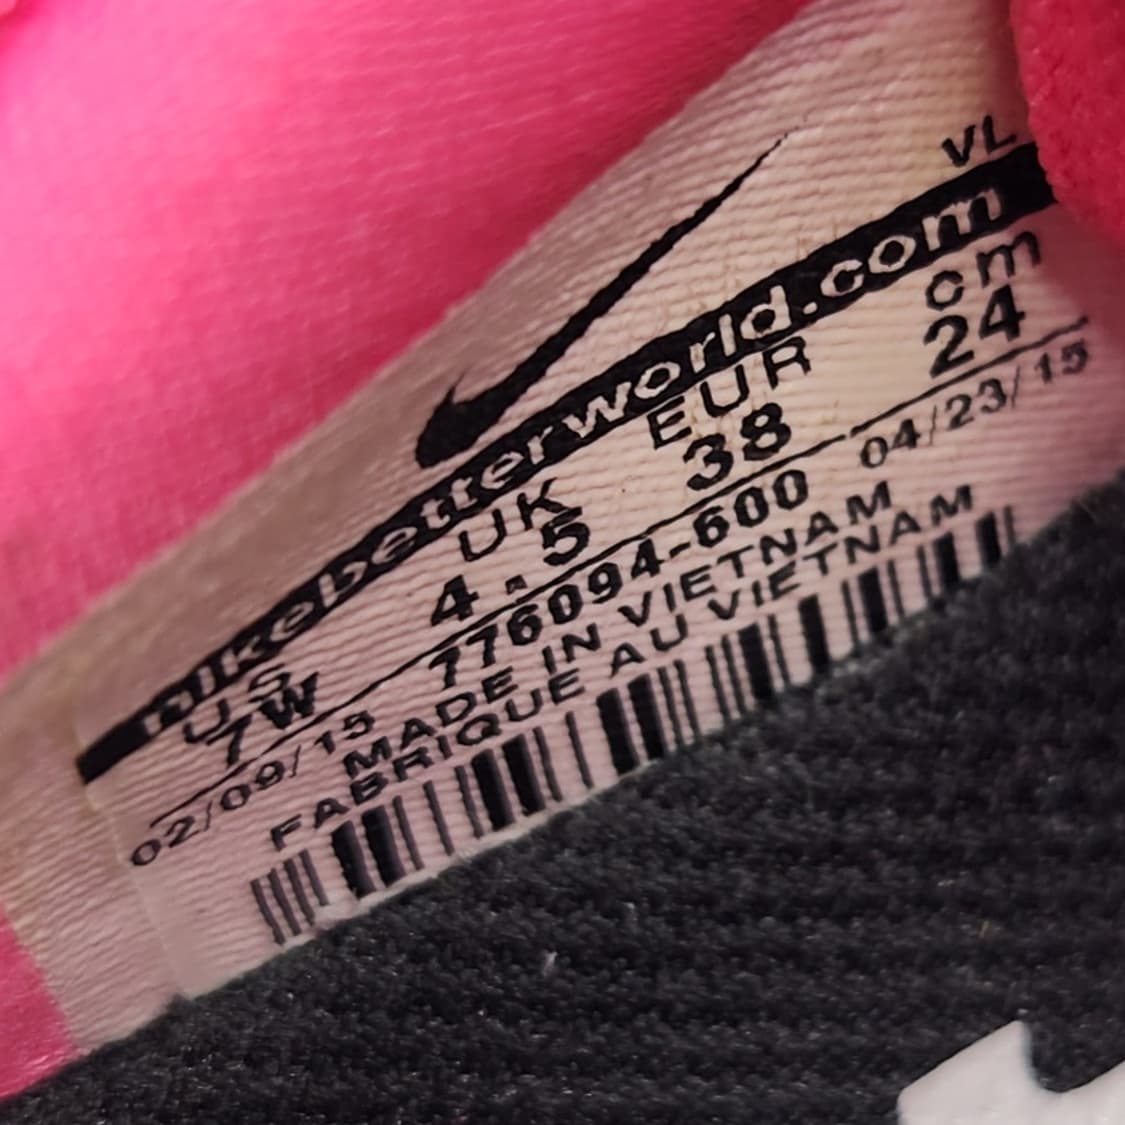 VL
nikebetterworld.com
US UK EUR cm
7W 4.5 38 24
02/09/15 776094-600 04/23/15
MADE IN VIETNAM
FABRIQUE AU VIETNAM